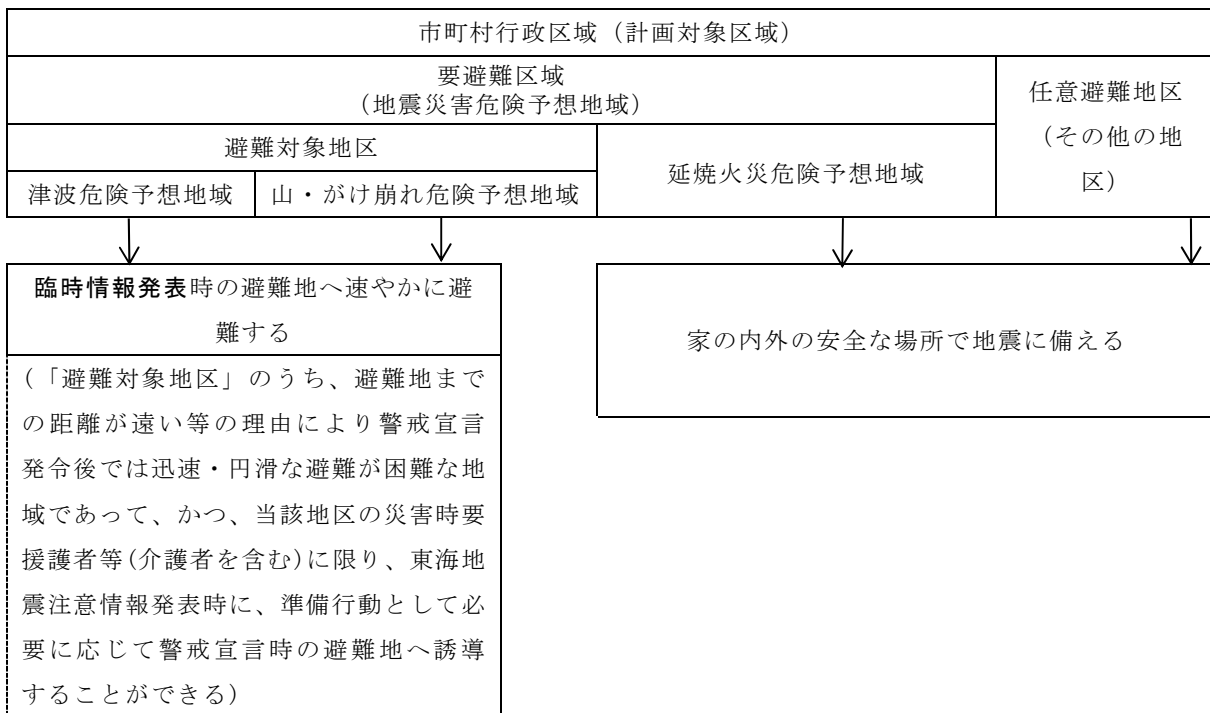 市町村行政区域（計画対象区域）
要避難区域
（地震災害危険予想地域）
任意避難地区
（その他の地
区）
避難対象地区
延焼火災危険予想地域
津波危険予想地域
山・がけ崩れ危険予想地域
臨時情報発表時の避難地へ速やかに避
難する
（「避難対象地区」のうち、避難地まで
の距離が遠い等の理由により警戒宣言
発令後では迅速・円滑な避難が困難な地
域であって、かつ、当該地区の災害時要
援護者等(介護者を含む)に限り、東海地
震注意情報発表時に、準備行動として必
要に応じて警戒宣言時の避難地へ誘導
することができる）
家の内外の安全な場所で地震に備える